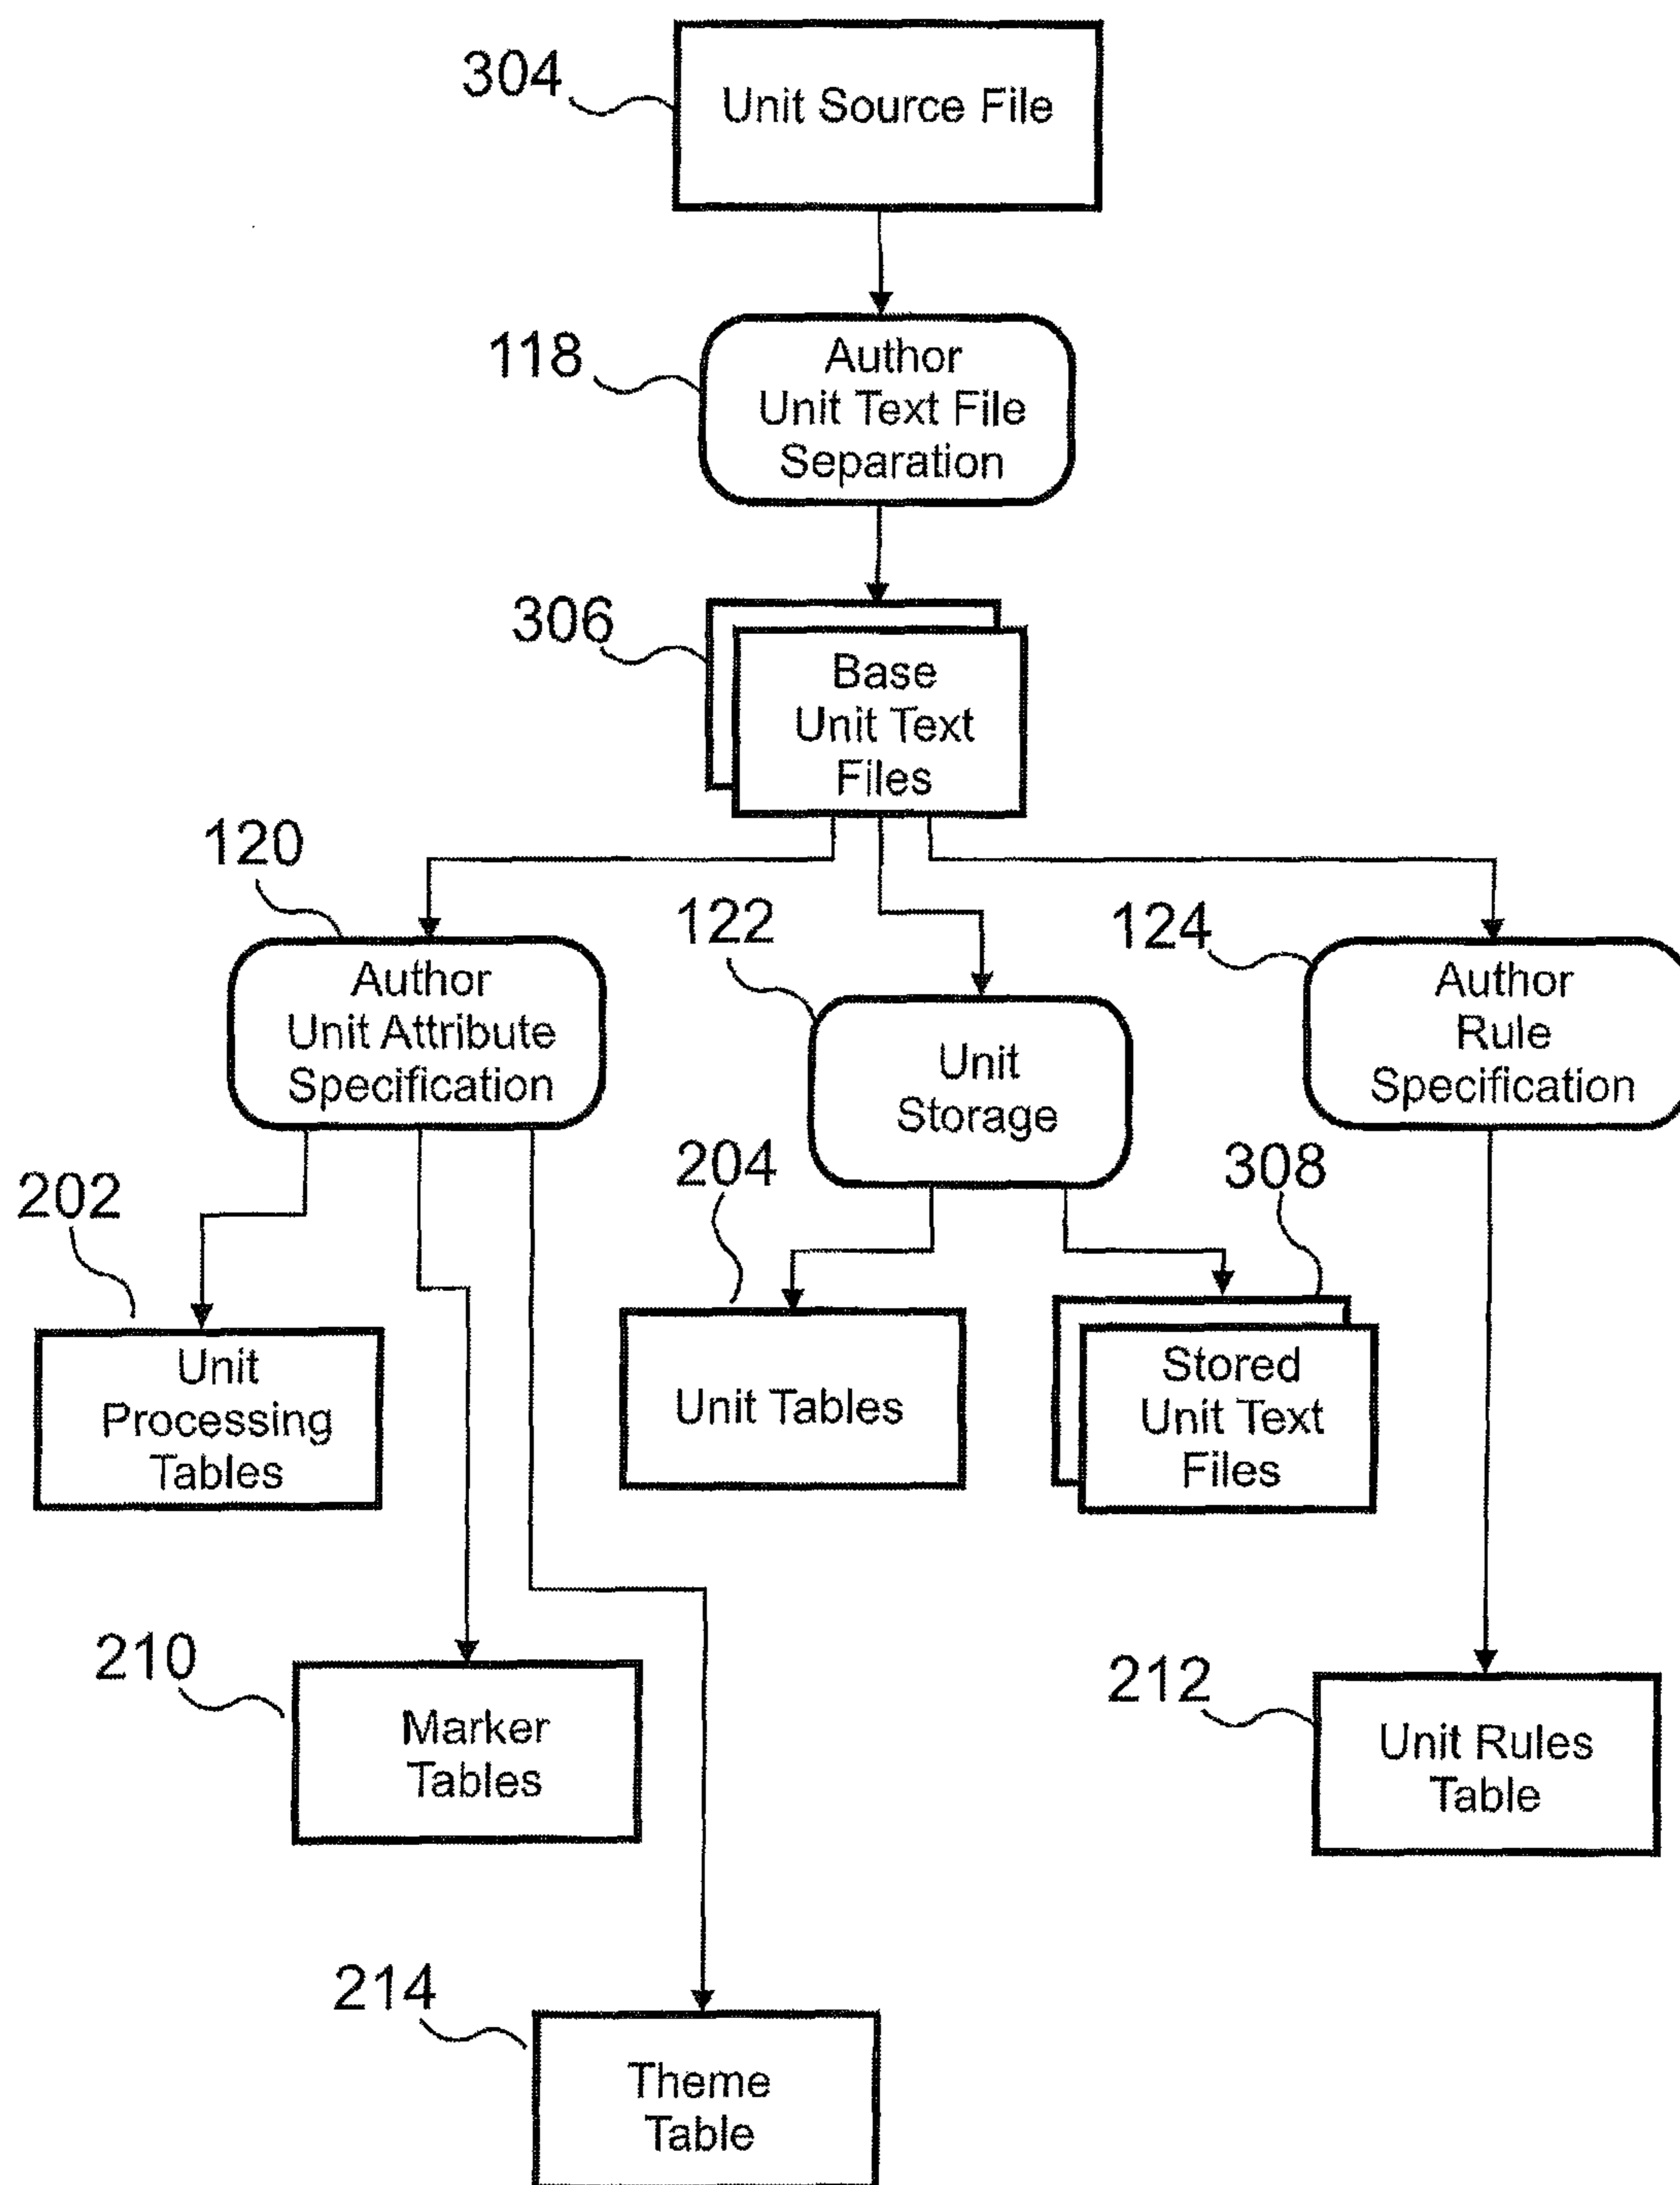 304
Unit Source File
118
Author
Unit Text File
Separation
306
Base
Unit Text
Files
120
Author
Unit Attribute
Specification
122
Unit
Storage
124
Author
Rule
Specification
202
Unit
Processing
Tables
204
Unit Tables
308
Stored
Unit Text
Files
210
Marker
Tables
212
Unit Rules
Table
214
Theme
Table